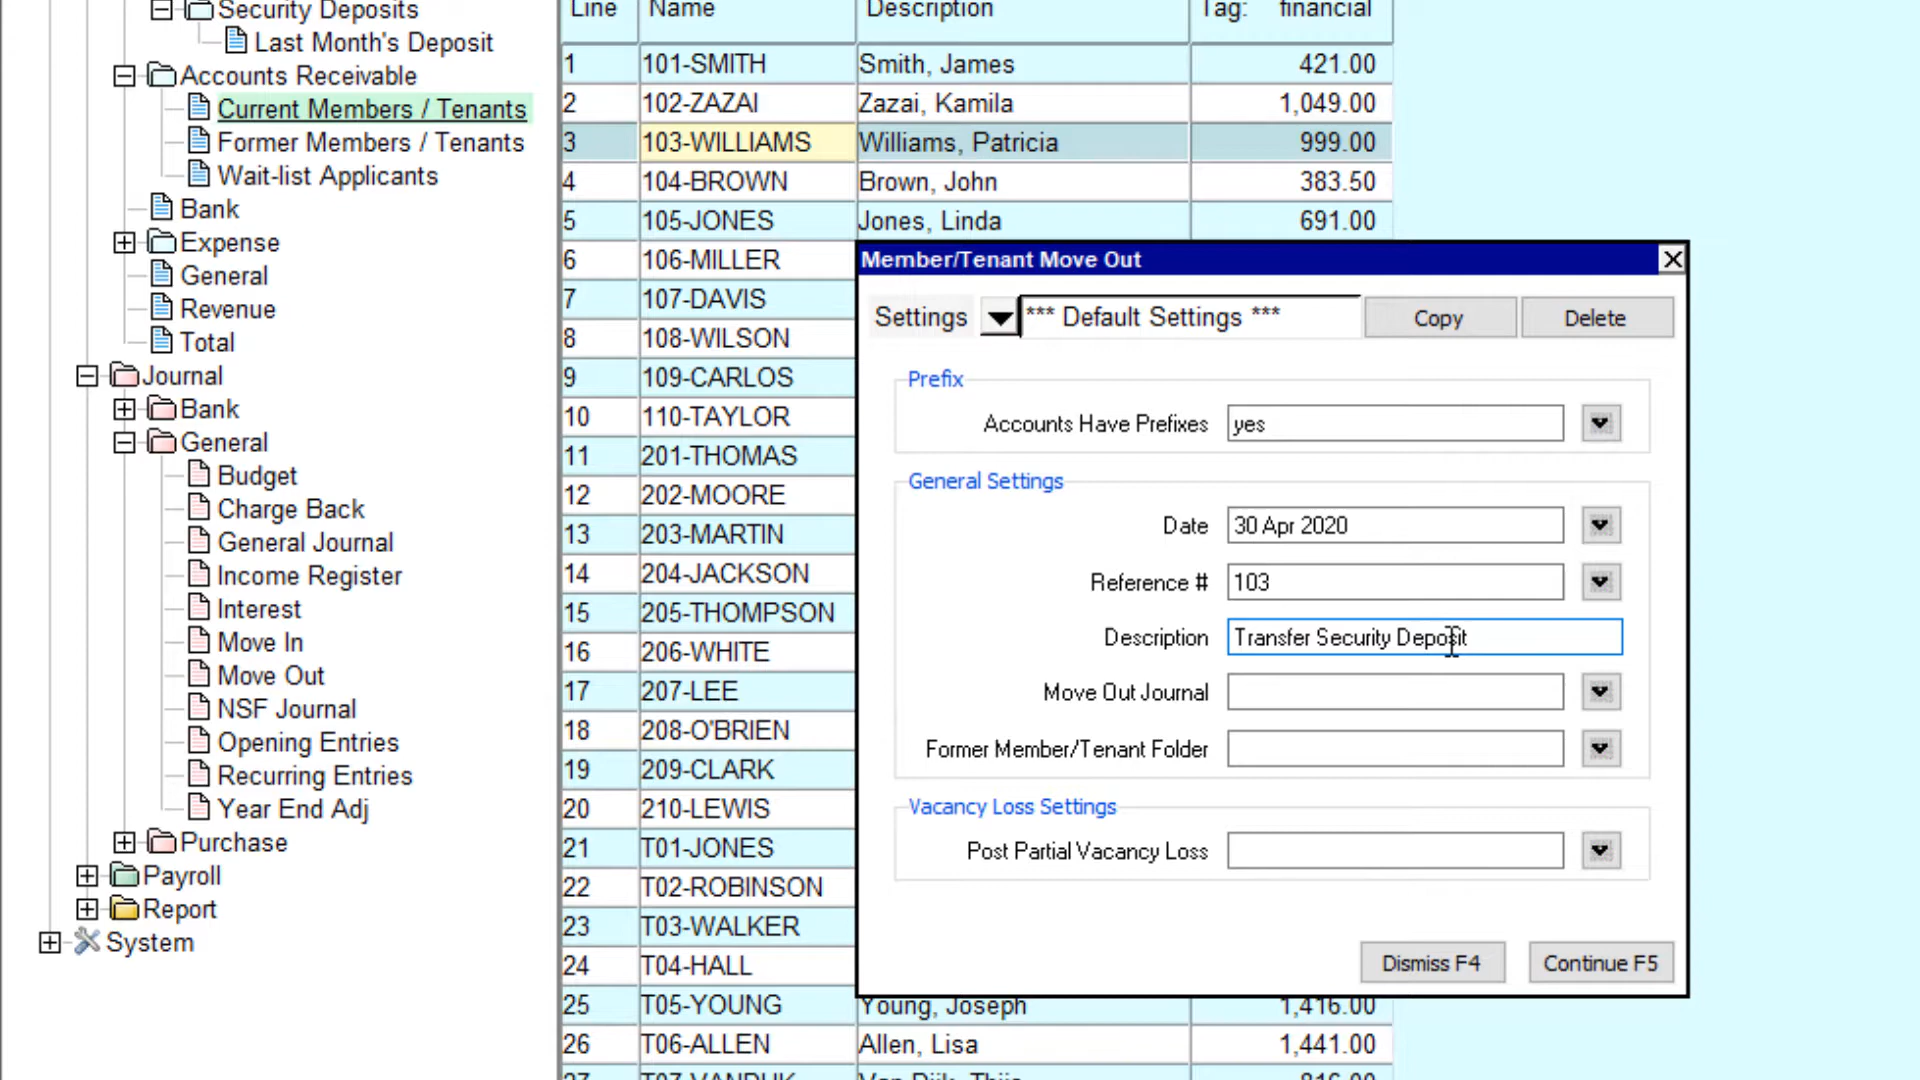 Security Deposits
Last Month's Deposit
Accounts Receivable
Current Members / Tenants
Former Members / Tenants
Wait-list Applicants
Bank
Expense
General
Revenue
Total
Journal
Bank
General
Budget
Charge Back
General Journal
Income Register
Interest
Move In
Move Out
NSF Journal
Opening Entries
Recurring Entries
Year End Adj
Purchase
Payroll
Report
System
Line Name Description Tag: financial
1 101-SMITH Smith, James 421.00
2 102-ZAZAI Zazai, Kamila 1,049.00
3 103-WILLIAMS Williams, Patricia 999.00
4 104-BROWN Brown, John 383.50
5 105-JONES Jones, Linda 691.00
6 106-MILLER
7 107-DAVIS
8 108-WILSON
9 109-CARLOS
10 110-TAYLOR
11 201-THOMAS
12 202-MOORE
13 203-MARTIN
14 204-JACKSON
15 205-THOMPSON
16 206-WHITE
17 207-LEE
18 208-O'BRIEN
19 209-CLARK
20 210-LEWIS
21 T01-JONES
22 T02-ROBINSON
23 T03-WALKER
24 T04-HALL
25 T05-YOUNG Young, Joseph 1,416.00
26 T06-ALLEN Allen, Lisa 1,441.00
Member/Tenant Move Out
Settings *** Default Settings *** Copy Delete
Prefix
Accounts Have Prefixes yes
General Settings
Date 30 Apr 2020
Reference # 103
Description Transfer Security Deposit
Move Out Journal
Former Member/Tenant Folder
Vacancy Loss Settings
Post Partial Vacancy Loss
Dismiss F4 Continue F5